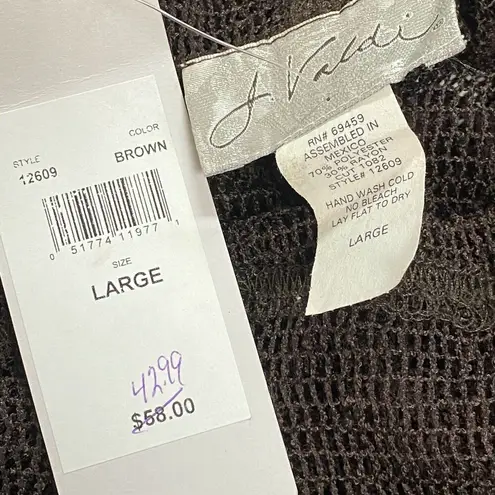 STYLE COLOR
12609 BROWN
0 51774 11977 1
SIZE
LARGE
42.99
$58.00
J. Valdi
RN# 69459
ASSEMBLED IN
MEXICO
70% POLYESTER
30% RAYON
CUT 1082
STYLE# 12609
HAND WASH COLD
NO BLEACH
LAY FLAT TO DRY
LARGE